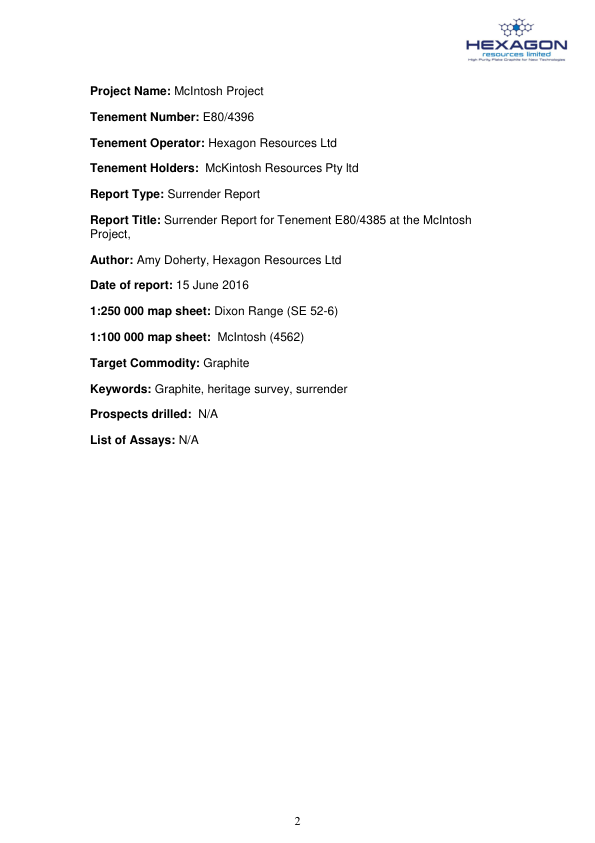 HEXAGON
resources limited
High Purity Flake Graphite for New Technologies
Project Name: McIntosh Project
Tenement Number: E80/4396
Tenement Operator: Hexagon Resources Ltd
Tenement Holders:  McKintosh Resources Pty ltd
Report Type: Surrender Report
Report Title: Surrender Report for Tenement E80/4385 at the McIntosh
Project,
Author: Amy Doherty, Hexagon Resources Ltd
Date of report: 15 June 2016
1:250 000 map sheet: Dixon Range (SE 52-6)
1:100 000 map sheet:  McIntosh (4562)
Target Commodity: Graphite
Keywords: Graphite, heritage survey, surrender
Prospects drilled:  N/A
List of Assays: N/A
2